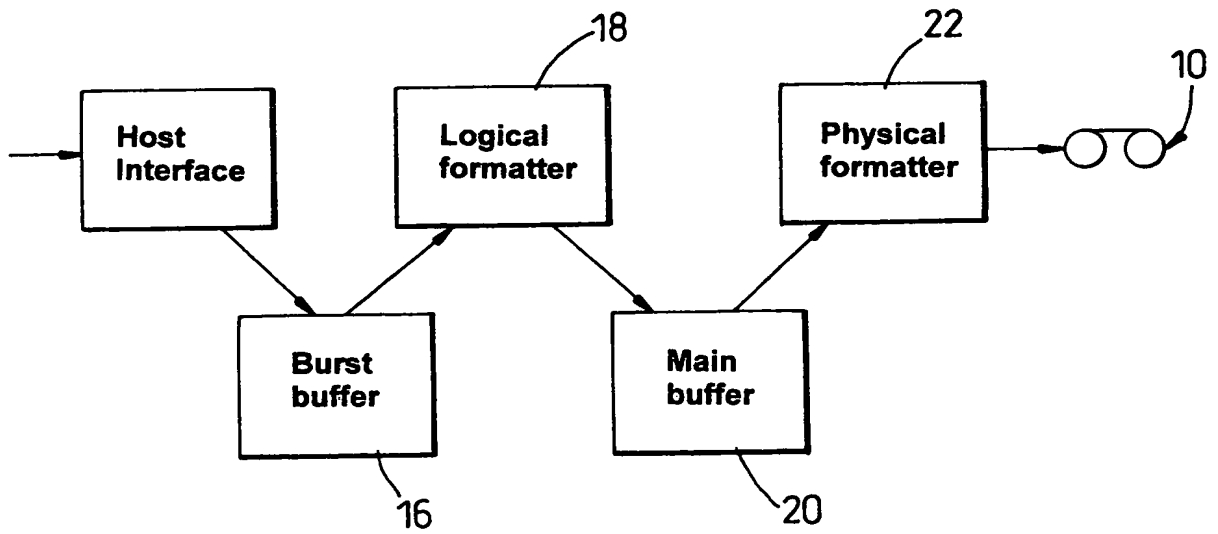 18
22
10
Host
Interface
Logical
formatter
Physical
formatter
Burst
buffer
Main
buffer
16
20